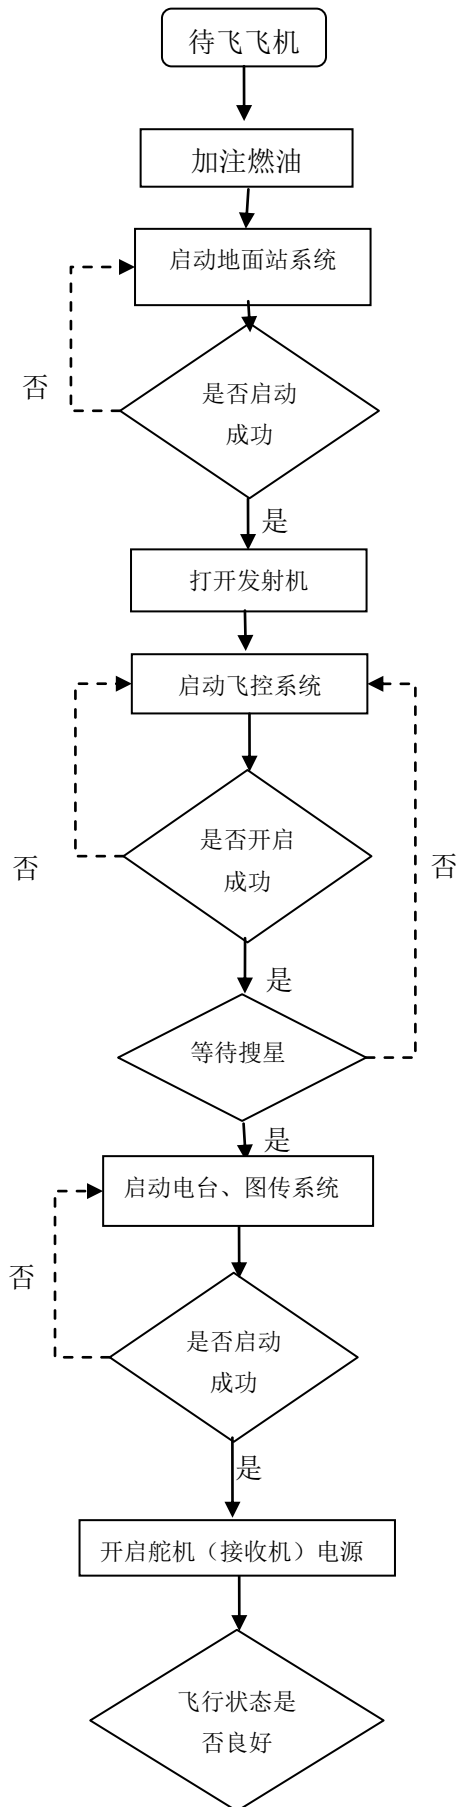 待飞飞机
加注燃油
启动地面站系统
是否启动
成功
否
是
打开发射机
启动飞控系统
是否开启
成功
否
否
是
等待搜星
是
启动电台、图传系统
否
是否启动
成功
是
开启舵机（接收机）电源
飞行状态是
否良好